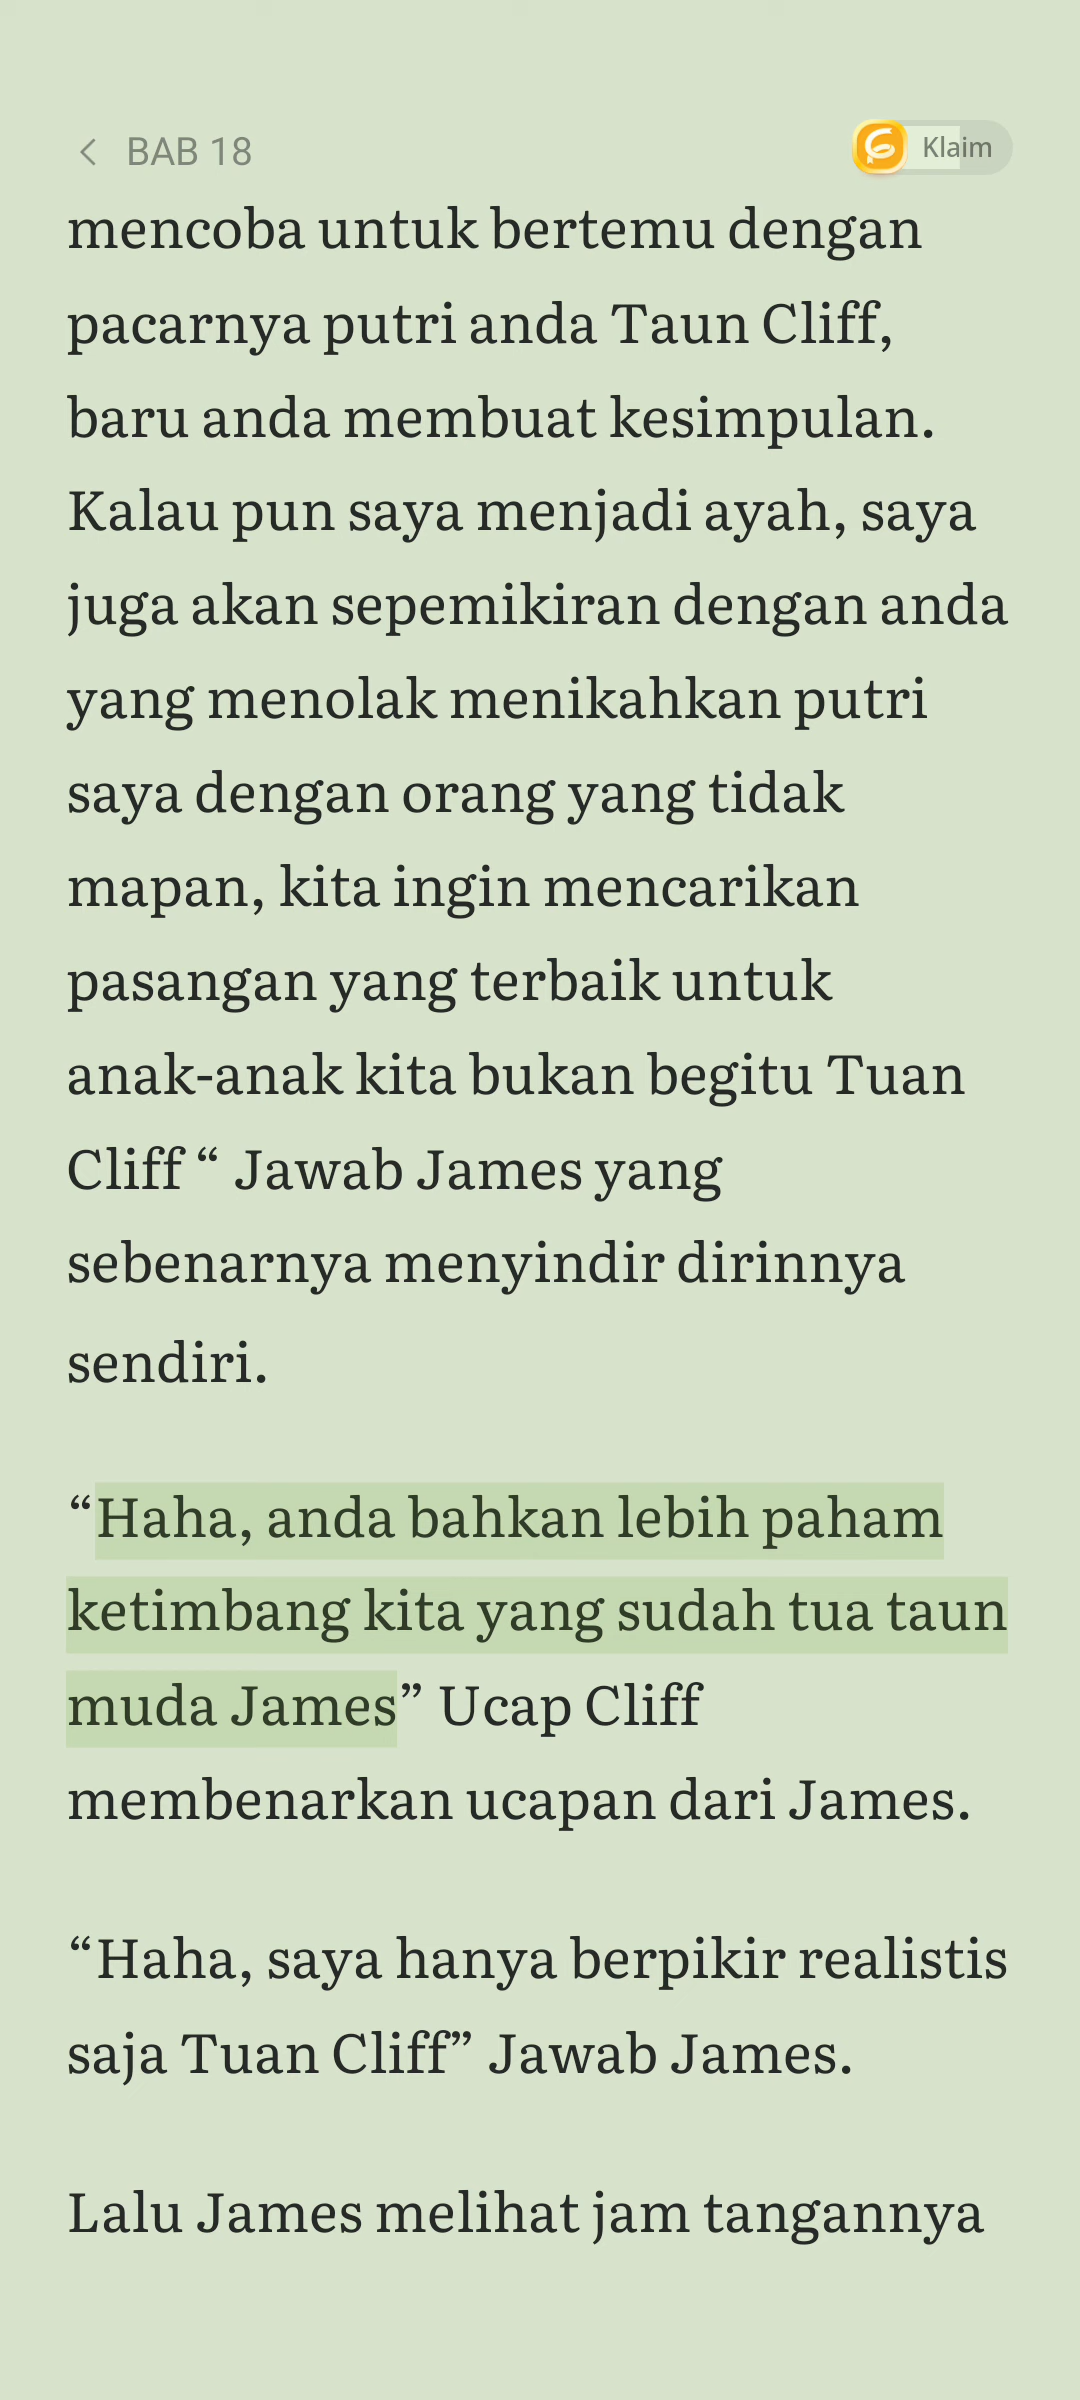 BAB 18
Klaim
mencoba untuk bertemu dengan
pacarnya putri anda Taun Cliff,
baru anda membuat kesimpulan.
Kalau pun saya menjadi ayah, saya
juga akan sepemikiran dengan anda
yang menolak menikahkan putri
saya dengan orang yang tidak
mapan, kita ingin mencarikan
pasangan yang terbaik untuk
anak-anak kita bukan begitu Tuan
Cliff “ Jawab James yang
sebenarnya menyindir dirinnya
sendiri.
“Haha, anda bahkan lebih paham
ketimbang kita yang sudah tua taun
muda James” Ucap Cliff
membenarkan ucapan dari James.
“Haha, saya hanya berpikir realistis
saja Tuan Cliff” Jawab James.
Lalu James melihat jam tangannya